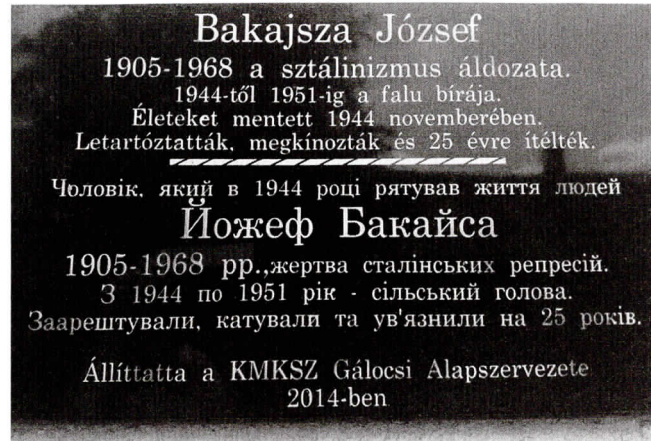 Bakajsza József
1905-1968 a sztálinizmus áldozata.
1944-től 1951-ig a falu bírája.
Életeket mentett 1944 novemberében.
Letartóztatták, megkínozták és 25 évre ítélték.
Чоловік, який в 1944 році рятував життя людей
Йожеф Бакайса
1905-1968 рр.,жертва сталінських репресій.
З 1944 по 1951 рік - сільський голова.
Заарештували, катували та ув'язнили на 25 років.
Állíttatta a KMKSZ Gálocsi Alapszervezete
2014-ben